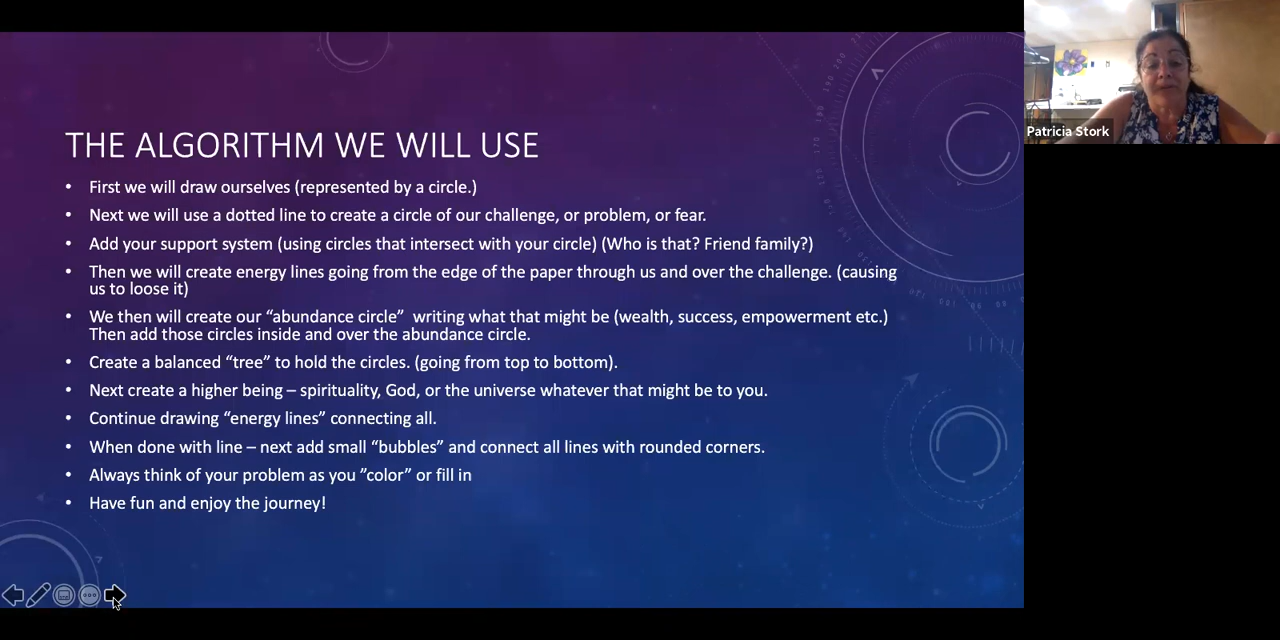 THE ALGORITHM WE WILL USE
• First we will draw ourselves (represented by a circle.)
• Next we will use a dotted line to create a circle of our challenge, or problem, or fear.
• Add your support system (using circles that intersect with your circle) (Who is that? Friend family?)
• Then we will create energy lines going from the edge of the paper through us and over the challenge. (causing
us to loose it)
• We then will create our “abundance circle”  writing what that might be (wealth, success, empowerment etc.)
Then add those circles inside and over the abundance circle.
• Create a balanced “tree” to hold the circles. (going from top to bottom).
• Next create a higher being – spirituality, God, or the universe whatever that might be to you.
• Continue drawing “energy lines” connecting all.
• When done with line – next add small “bubbles” and connect all lines with rounded corners.
• Always think of your problem as you ”color” or fill in
• Have fun and enjoy the journey!
Patricia Stork